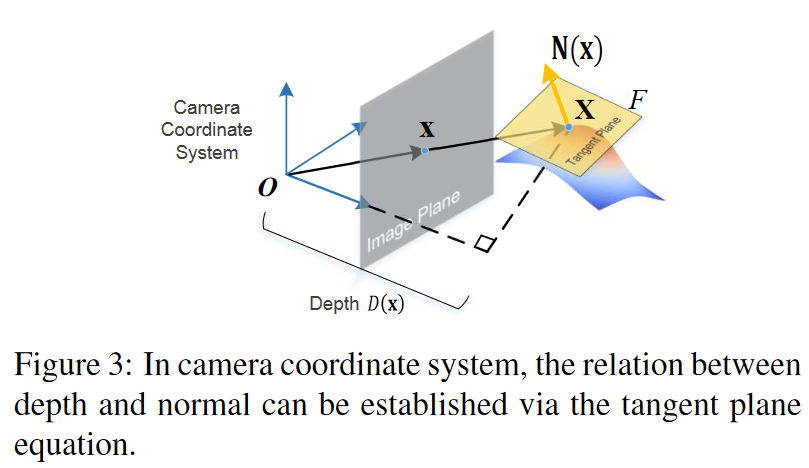 N(x)
Camera
Coordinate
System
x
X
F
Tangent Plane
O
Image Plane
Depth D(x)
Figure 3: In camera coordinate system, the relation between
depth and normal can be established via the tangent plane
equation.